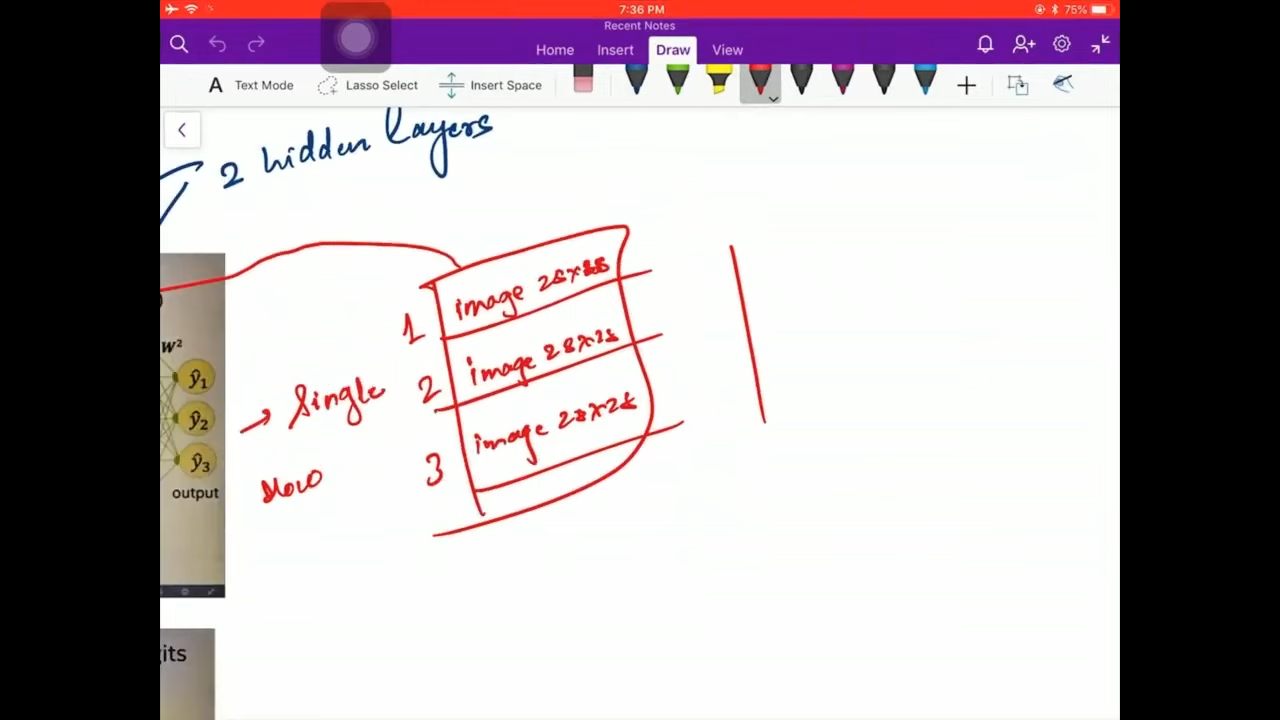 7:36 PM
75%
Recent Notes
Home Insert Draw View
A Text Mode Lasso Select Insert Space
2 hidden layers
1 image 28x28
2 image 28x28
3 image 28x28
→ Single
slow
w²
ŷ₁
ŷ₂
ŷ₃
output
its